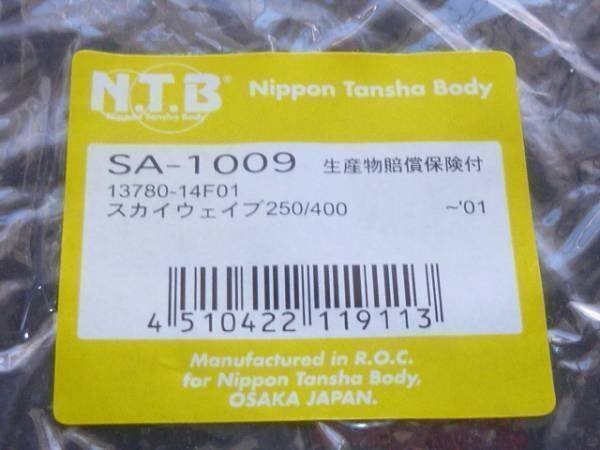 N.T.B®
Nippon Tansha Body
Nippon Tansha Body
SA-1009 生産物賠償保険付
13780-14F01
スカイウェイブ250/400 ~'01
4 510422 119113
Manufactured in R.O.C.
for Nippon Tansha Body,
OSAKA JAPAN.